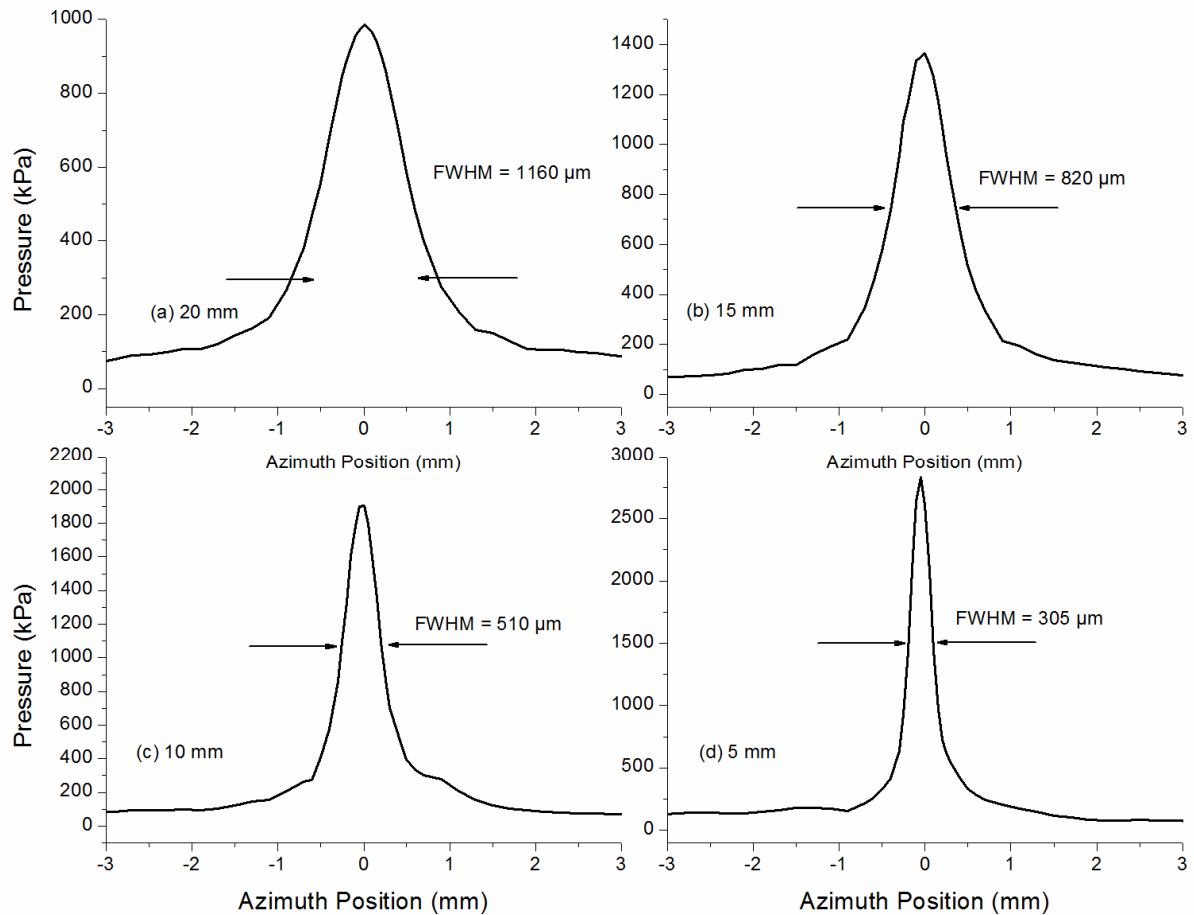 1000
800
600
400
200
0
Pressure (kPa)
FWHM = 1160 µm
(a) 20 mm
-3 -2 -1 0 1 2 3
Azimuth Position (mm)
1400
1200
1000
800
600
400
200
0
FWHM = 820 µm
(b) 15 mm
-3 -2 -1 0 1 2 3
Azimuth Position (mm)
2200
2000
1800
1600
1400
1200
1000
800
600
400
200
0
Pressure (kPa)
FWHM = 510 µm
(c) 10 mm
-3 -2 -1 0 1 2 3
Azimuth Position (mm)
3000
2500
2000
1500
1000
500
0
FWHM = 305 µm
(d) 5 mm
-3 -2 -1 0 1 2 3
Azimuth Position (mm)